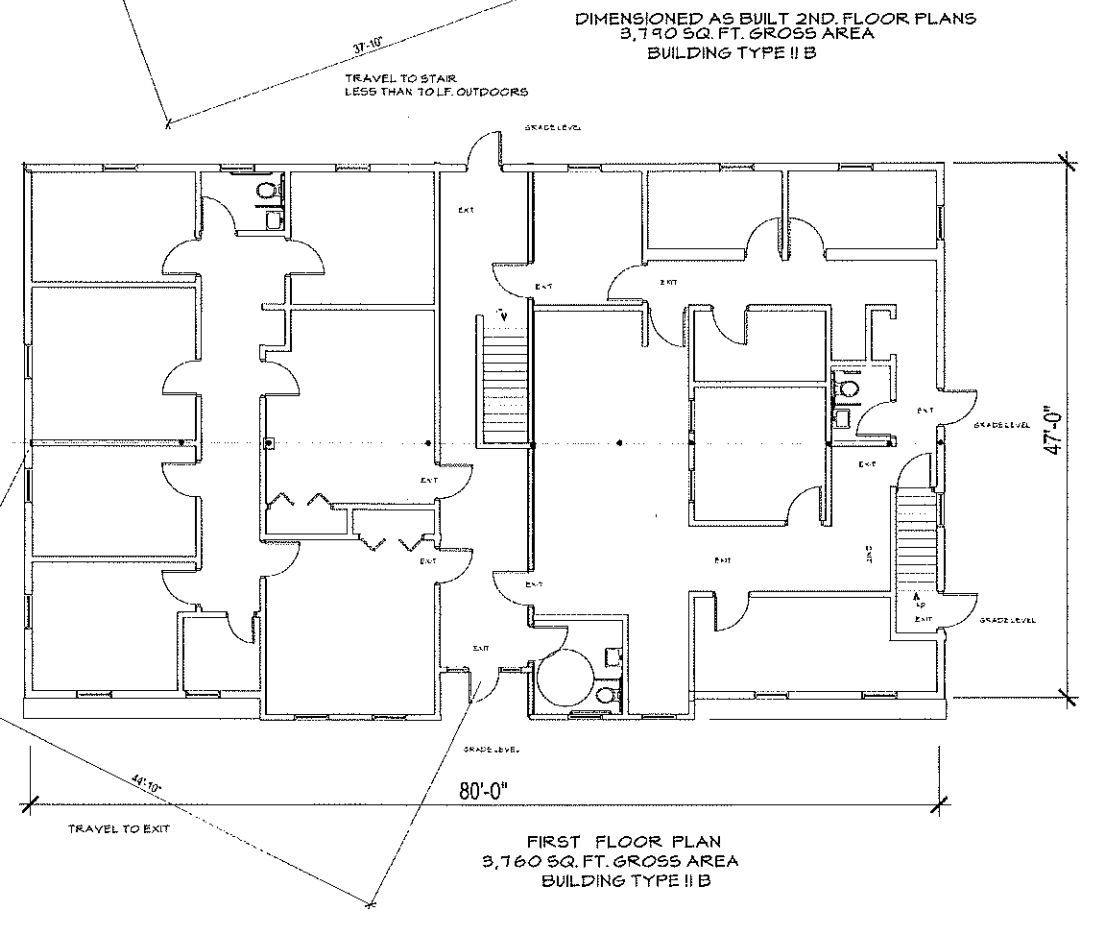 DIMENSIONED AS BUILT 2ND. FLOOR PLANS
3,790 SQ. FT. GROSS AREA
BUILDING TYPE II B
37'-10"
TRAVEL TO STAIR
LESS THAN 70 LF. OUTDOORS
GRADE LEVEL
EXIT
EXIT
EXIT
EXIT
GRADE LEVEL
47'-0"
EXIT
EXIT
EXIT
EXIT
EXIT
EXIT
UP
EXIT
GRADE LEVEL
EXIT
GRADE LEVEL
44'-10"
80'-0"
TRAVEL TO EXIT
FIRST FLOOR PLAN
3,760 SQ. FT. GROSS AREA
BUILDING TYPE II B